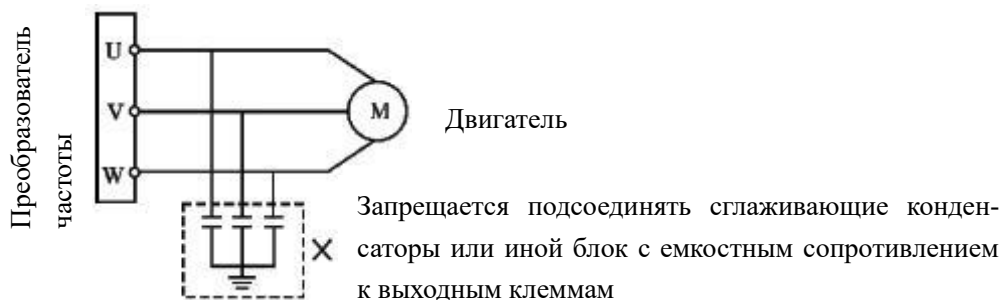 Преобразователь
частоты
U
V
W
M
Двигатель
Запрещается подсоединять сглаживающие конден-
саторы или иной блок с емкостным сопротивлением
к выходным клеммам